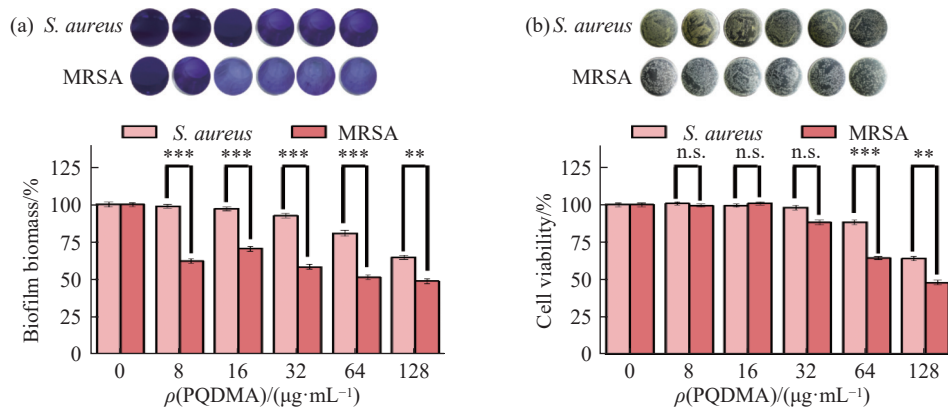 (a) S. aureus
MRSA
S. aureus MRSA
*** *** *** *** **
125
100
75
50
25
0
Biofilm biomass/%
0 8 16 32 64 128
ρ(PQDMA)/(μg·mL⁻¹)
(b) S. aureus
MRSA
S. aureus MRSA
n.s. n.s. n.s. *** **
125
100
75
50
25
0
Cell viability/%
0 8 16 32 64 128
ρ(PQDMA)/(μg·mL⁻¹)